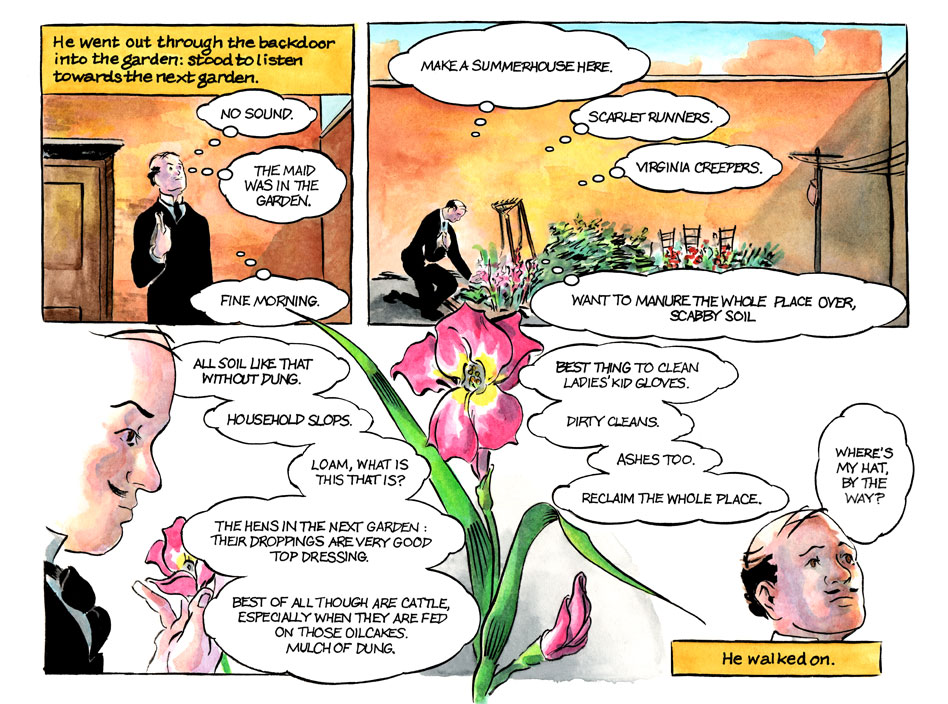 He went out through the backdoor
into the garden: stood to listen
towards the next garden.
NO SOUND.
THE MAID
WAS IN THE
GARDEN.
FINE MORNING.
MAKE A SUMMERHOUSE HERE.
SCARLET RUNNERS.
VIRGINIA CREEPERS.
WANT TO MANURE THE WHOLE PLACE OVER,
SCABBY SOIL
ALL SOIL LIKE THAT
WITHOUT DUNG.
HOUSEHOLD SLOPS.
LOAM, WHAT IS
THIS THAT IS?
THE HENS IN THE NEXT GARDEN :
THEIR DROPPINGS ARE VERY GOOD
TOP DRESSING.
BEST OF ALL THOUGH ARE CATTLE,
ESPECIALLY WHEN THEY ARE FED
ON THOSE OILCAKES.
MULCH OF DUNG.
BEST THING TO CLEAN
LADIES' KID GLOVES.
DIRTY CLEANS.
ASHES TOO.
RECLAIM THE WHOLE PLACE.
WHERE'S
MY HAT,
BY THE
WAY?
He walked on.